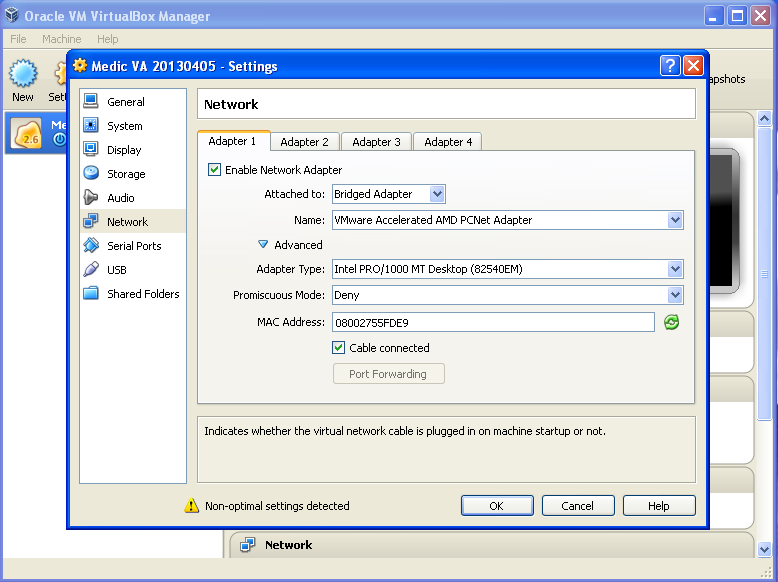 Oracle VM VirtualBox Manager
File Machine Help
New
Medic VA 20130405 - Settings
General
System
Display
Storage
Audio
Network
Serial Ports
USB
Shared Folders
Network
Adapter 1 Adapter 2 Adapter 3 Adapter 4
Enable Network Adapter
Attached to: Bridged Adapter
Name: VMware Accelerated AMD PCNet Adapter
Advanced
Adapter Type: Intel PRO/1000 MT Desktop (82540EM)
Promiscuous Mode: Deny
MAC Address: 08002755FDE9
Cable connected
Port Forwarding
Indicates whether the virtual network cable is plugged in on machine startup or not.
Non-optimal settings detected
OK Cancel Help
2.6
Network